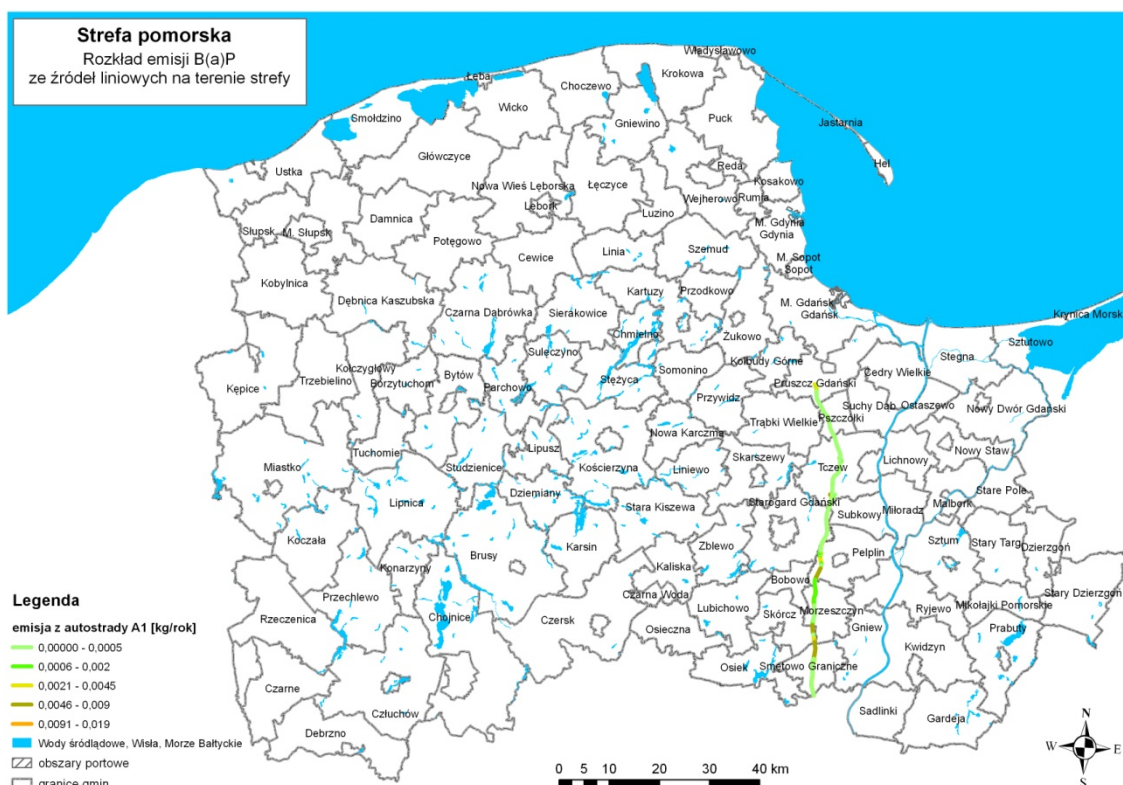 Strefa pomorska
Rozkład emisji B(a)P
ze źródeł liniowych na terenie strefy
Władysławowo
Łeba
Choczewo
Krokowa
Wicko
Smołdzino
Gniewino
Puck
Jastarnia
Główczyce
Hel
Ustka
Reda
Nowa Wieś Lęborska
Łęczyce
Kosakowo
Lębork
Wejherowo
Rumia
Damnica
Luzino
M. Gdynia
Słupsk
M. Słupsk
Gdynia
Potęgowo
Linia
Szemud
Cewice
M. Sopot
Sopot
Kobylnica
Kartuzy
Przodkowo
Dębnica Kaszubska
M. Gdańsk
Czarna Dąbrówka
Sierakowice
Gdańsk
Krynica Morsk
Chmielno
Żukowo
Sztutowo
Sulęczyno
Stegna
Kolbudy Górne
Kołczygłowy
Somonino
Cedry Wielkie
Trzebielino
Bytów
Kępice
Borzytuchom
Parchowo
Stężyca
Pruszcz Gdański
Przywidz
Suchy Dąb
Ostaszewo
Nowy Dwór Gdański
Pszczółki
Trąbki Wielkie
Nowa Karczma
Lipusz
Nowy Staw
Tuchomie
Skarszewy
Miastko
Studzienice
Kościerzyna
Liniewo
Tczew
Lichnowy
Stare Pole
Dziemiany
Lipnica
Starogard Gdański
Malbork
Stara Kiszewa
Subkowy
Miłoradz
Koczała
Sztum
Stary Targ
Dzierzgoń
Brusy
Karsin
Zblewo
Pelplin
Konarzyny
Kaliska
Bobowo
Przechlewo
Czarna Woda
Stary Dzierzgoń
Rzeczenica
Chojnice
Lubichowo
Skórcz
Morzeszczyn
Ryjewo
Mikołajki Pomorskie
Czersk
Osieczna
Gniew
Prabuty
Kwidzyn
Osiek
Smętowo Graniczne
Czarne
Człuchów
Sadlinki
Gardeja
Debrzno
Legenda
emisja z autostrady A1 [kg/rok]
0,00000 - 0,0005
0,0006 - 0,002
0,0021 - 0,0045
0,0046 - 0,009
0,0091 - 0,019
Wody śródlądowe, Wisła, Morze Bałtyckie
obszary portowe
granice gmin
0 5 10 20 30 40 km
N
W E
S